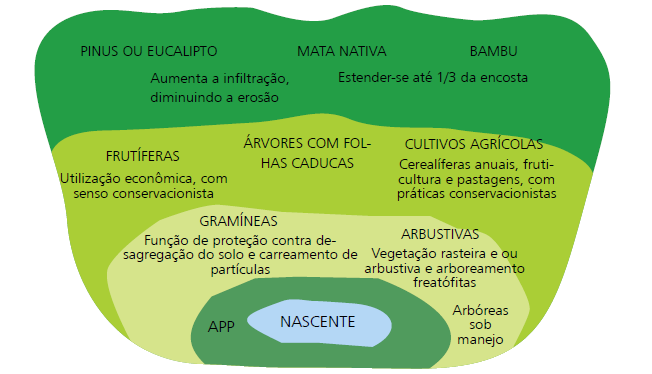 PINUS OU EUCALIPTO
MATA NATIVA
BAMBU
Aumenta a infiltração,
diminuindo a erosão
Estender-se até 1/3 da encosta
FRUTÍFERAS
Utilização econômica, com
senso conservacionista
ÁRVORES COM FOL-
HAS CADUCAS
CULTIVOS AGRÍCOLAS
Cerealíferas anuais, fruti-
cultura e pastagens, com
práticas conservacionistas
GRAMÍNEAS
Função de proteção contra de-
sagregação do solo e carreamento de
partículas
ARBUSTIVAS
Vegetação rasteira e ou
arbustiva e arboreamento
freatófitas
APP
NASCENTE
Arbóreas
sob
manejo